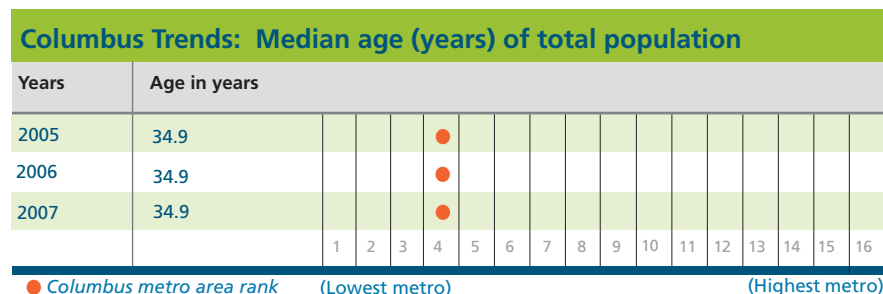 Columbus Trends: Median age (years) of total population
Years Age in years
2005 34.9
2006 34.9
2007 34.9
1 2 3 4 5 6 7 8 9 10 11 12 13 14 15 16
Columbus metro area rank (Lowest metro) (Highest metro)